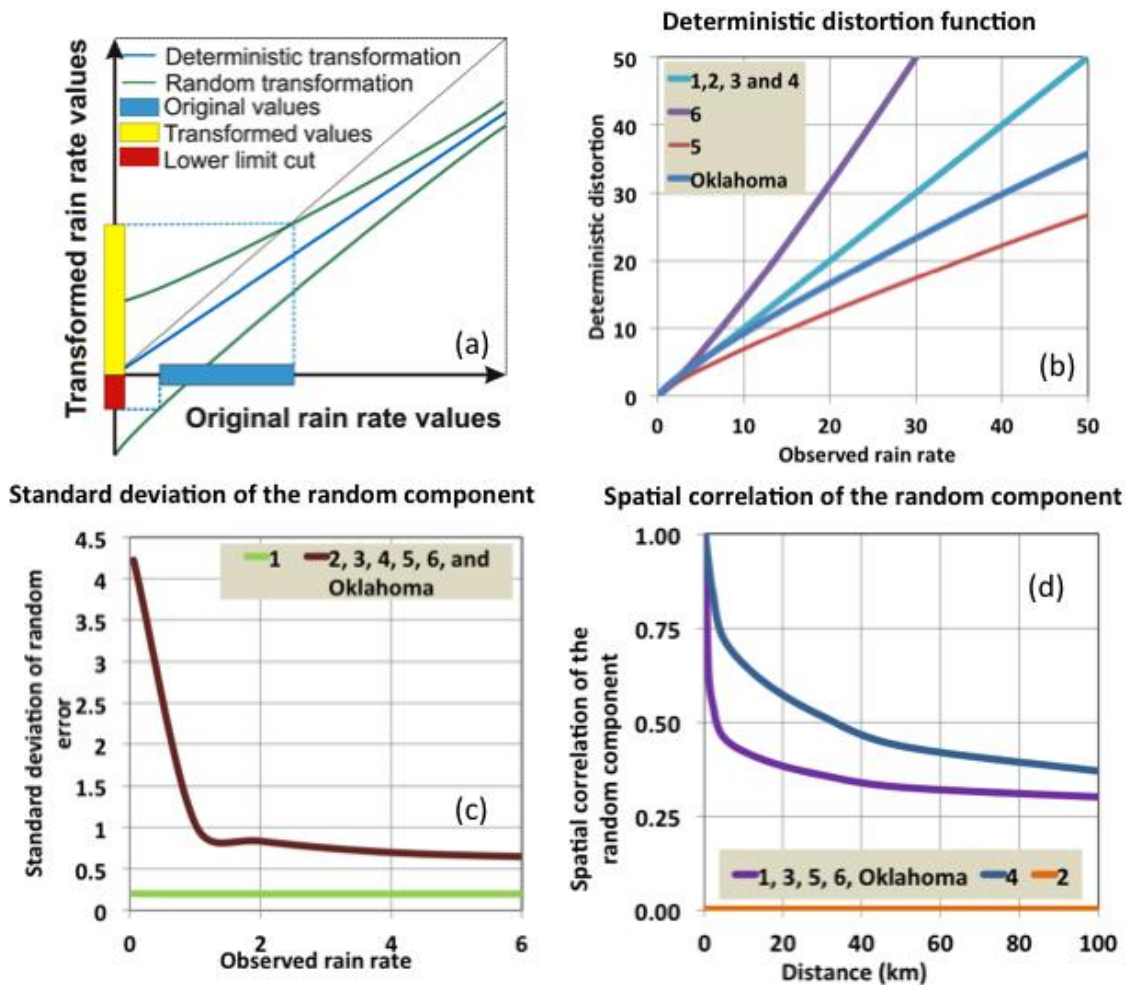 Deterministic transformation
Random transformation
Original values
Transformed values
Lower limit cut
Transformed rain rate values
(a)
Original rain rate values
Deterministic distortion function
50
40
30
20
10
0
Deterministic distortion
1,2, 3 and 4
6
5
Oklahoma
(b)
0 10 20 30 40 50
Observed rain rate
Standard deviation of the random component
4.5
4
3.5
3
2.5
2
1.5
1
0.5
0
Standard deviation of random
error
1 2, 3, 4, 5, 6, and
Oklahoma
(c)
0 2 4 6
Observed rain rate
Spatial correlation of the random component
1.00
0.75
0.50
0.25
0.00
Spatial correlation of the
random component
(d)
1, 3, 5, 6, Oklahoma 4 2
0 20 40 60 80 100
Distance (km)